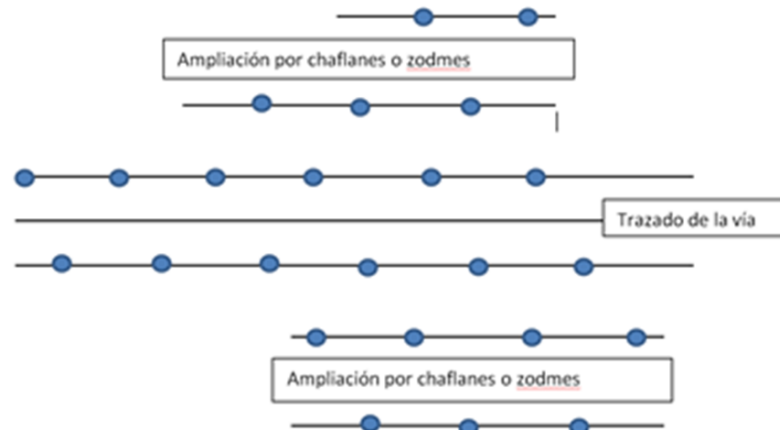 Ampliación por chaflanes o zodmes
Trazado de la vía
Ampliación por chaflanes o zodmes